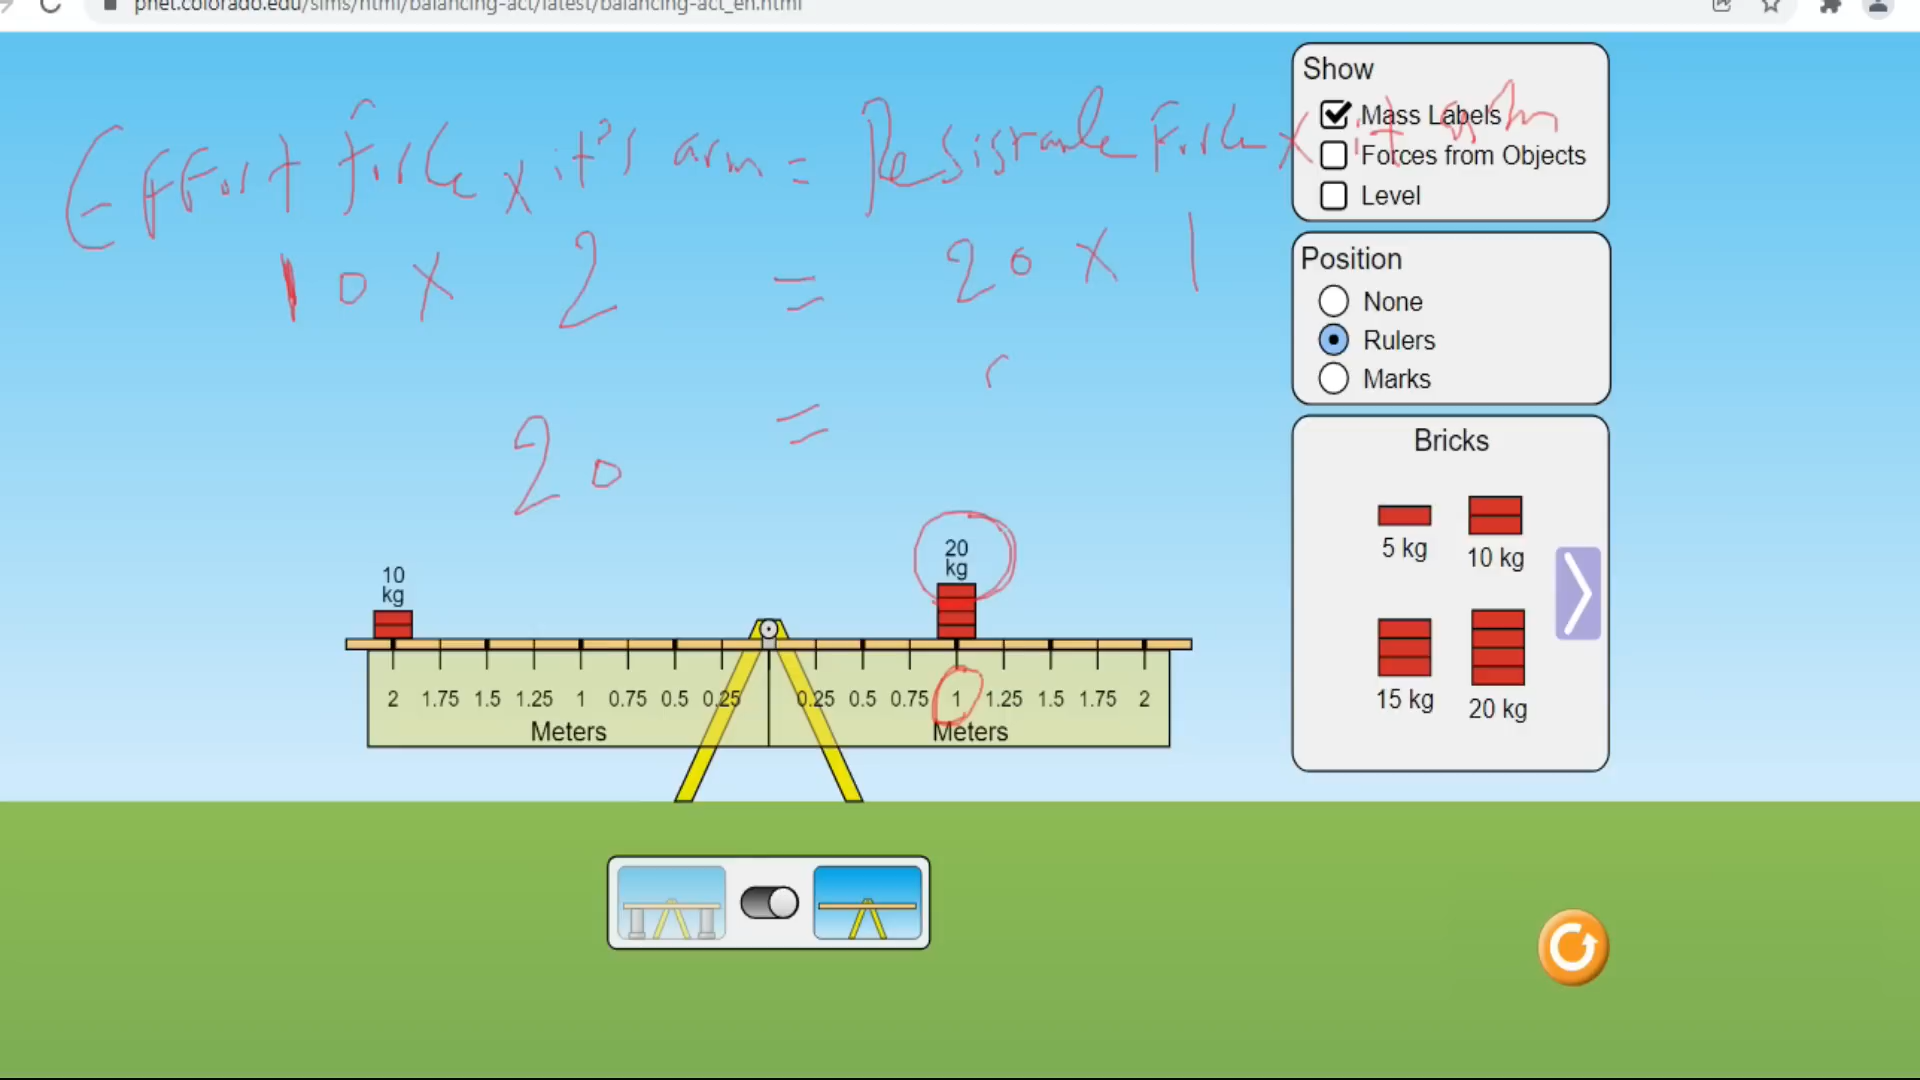 phet.colorado.edu/sims/html/balancing-act/latest/balancing-act_en.html
Effort force x it's arm = Resistance Force x it arm
10 x 2 = 20 x 1
20 =
Show
Mass Labels
Forces from Objects
Level
Position
None
Rulers
Marks
Bricks
5 kg
10 kg
15 kg
20 kg
10
kg
20
kg
2 1.75 1.5 1.25 1 0.75 0.5 0.25 0.25 0.5 0.75 1 1.25 1.5 1.75 2
Meters Meters